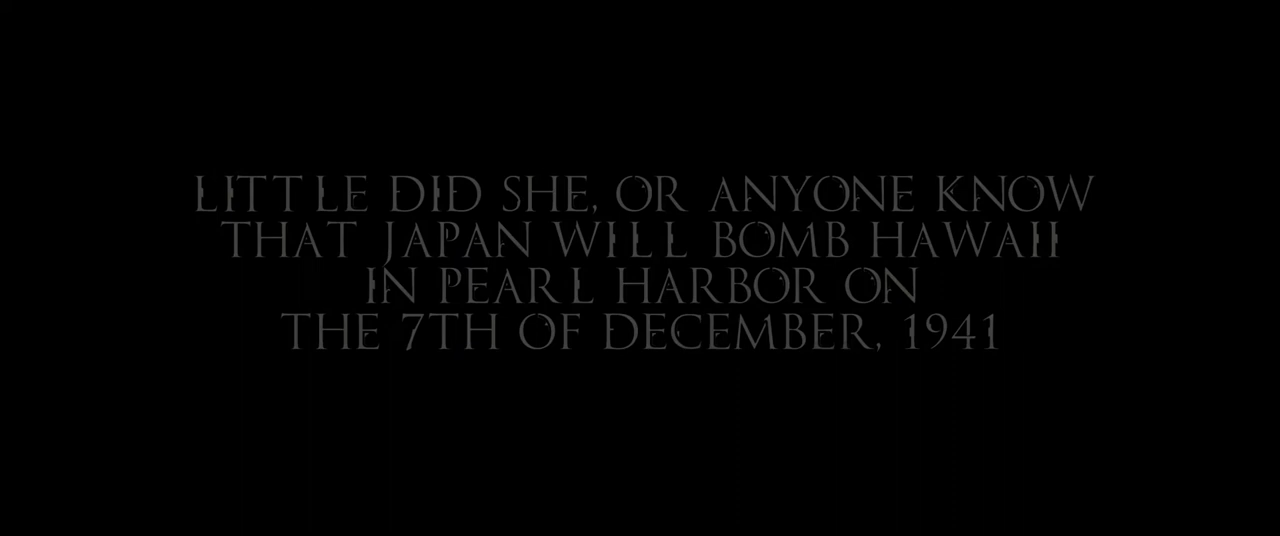 LITTLE DID SHE, OR ANYONE KNOW
THAT JAPAN WILL BOMB HAWAII
IN PEARL HARBOR ON
THE 7TH OF DECEMBER, 1941